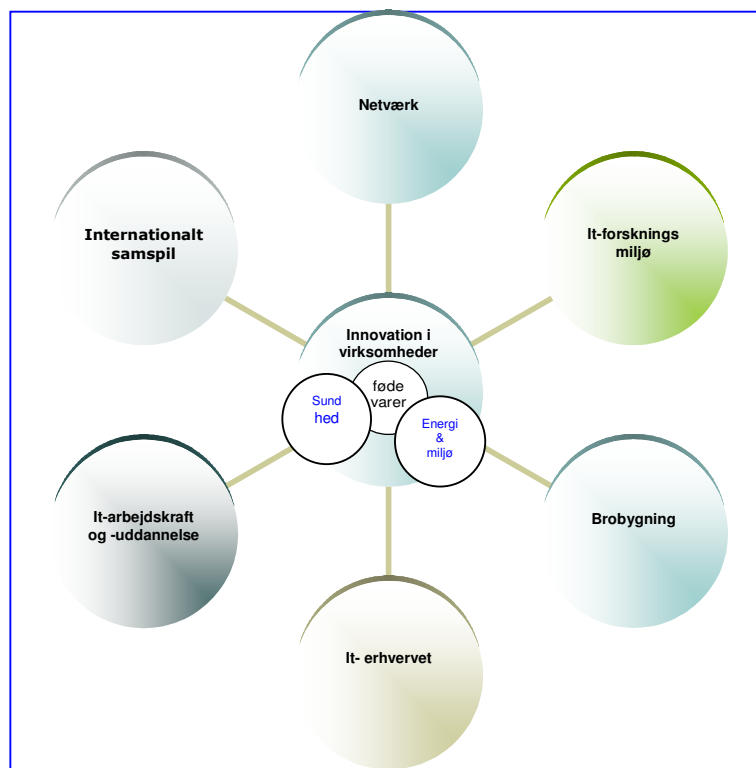 Netværk
Internationalt
samspil
It-forsknings
miljø
Innovation i
virksomheder
føde
varer
Sund
hed
Energi
&
miljø
It-arbejdskraft
og -uddannelse
Brobygning
It- erhvervet